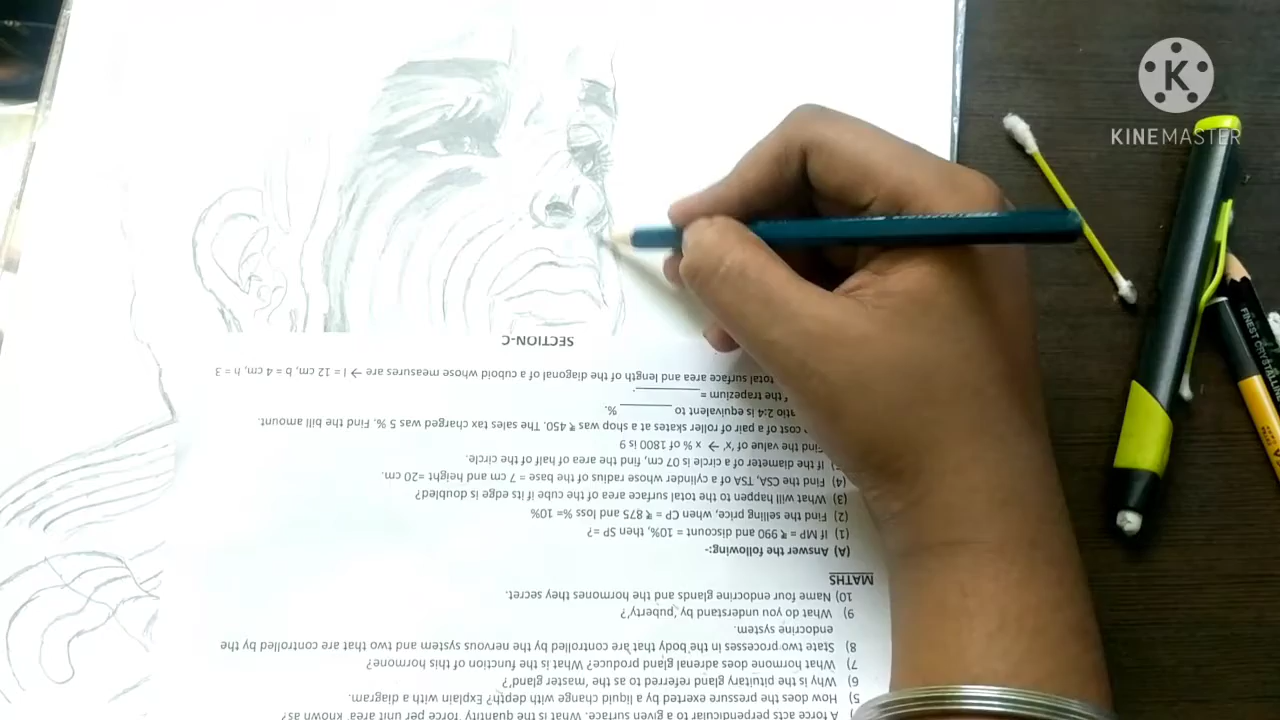 K
KINEMASTER
FINEST CRYSTALLINE
) A force acts perpendicular to a given surface. What is the quantity 'force per unit area' known as?
5) How does the pressure exerted by a liquid change with depth? Explain with a diagram.
6) Why is the pituitary gland referred to as the 'master gland'?
7) What hormone does adrenal gland produce? What is the function of this hormone?
8) State two processes in the body that are controlled by the nervous system and two that are controlled by the
endocrine system.
9) What do you understand by 'puberty'?
10) Name four endocrine glands and the hormones they secret.
MATHS
(A) Answer the following:-
(1) If MP = ₹ 990 and discount = 10%, then SP =?
(2) Find the selling price, when CP = ₹ 875 and loss %= 10%
(3) What will happen to the total surface area of the cube if its edge is doubled?
(4) Find the CSA, TSA of a cylinder whose radius of the base = 7 cm and height =20 cm.
) If the diameter of a circle is 07 cm, find the area of half of the circle.
Find the value of 'x' → x % of 1800 is 9
cost of a pair of roller skates at a shop was ₹ 450. The sales tax charged was 5 %. Find the bill amount.
2:4 is equivalent to ________ %.
the trapezium = __________.
total surface area and length of the diagonal of a cuboid whose measures are → l = 12 cm, b = 4 cm, h = 3
SECTION-C